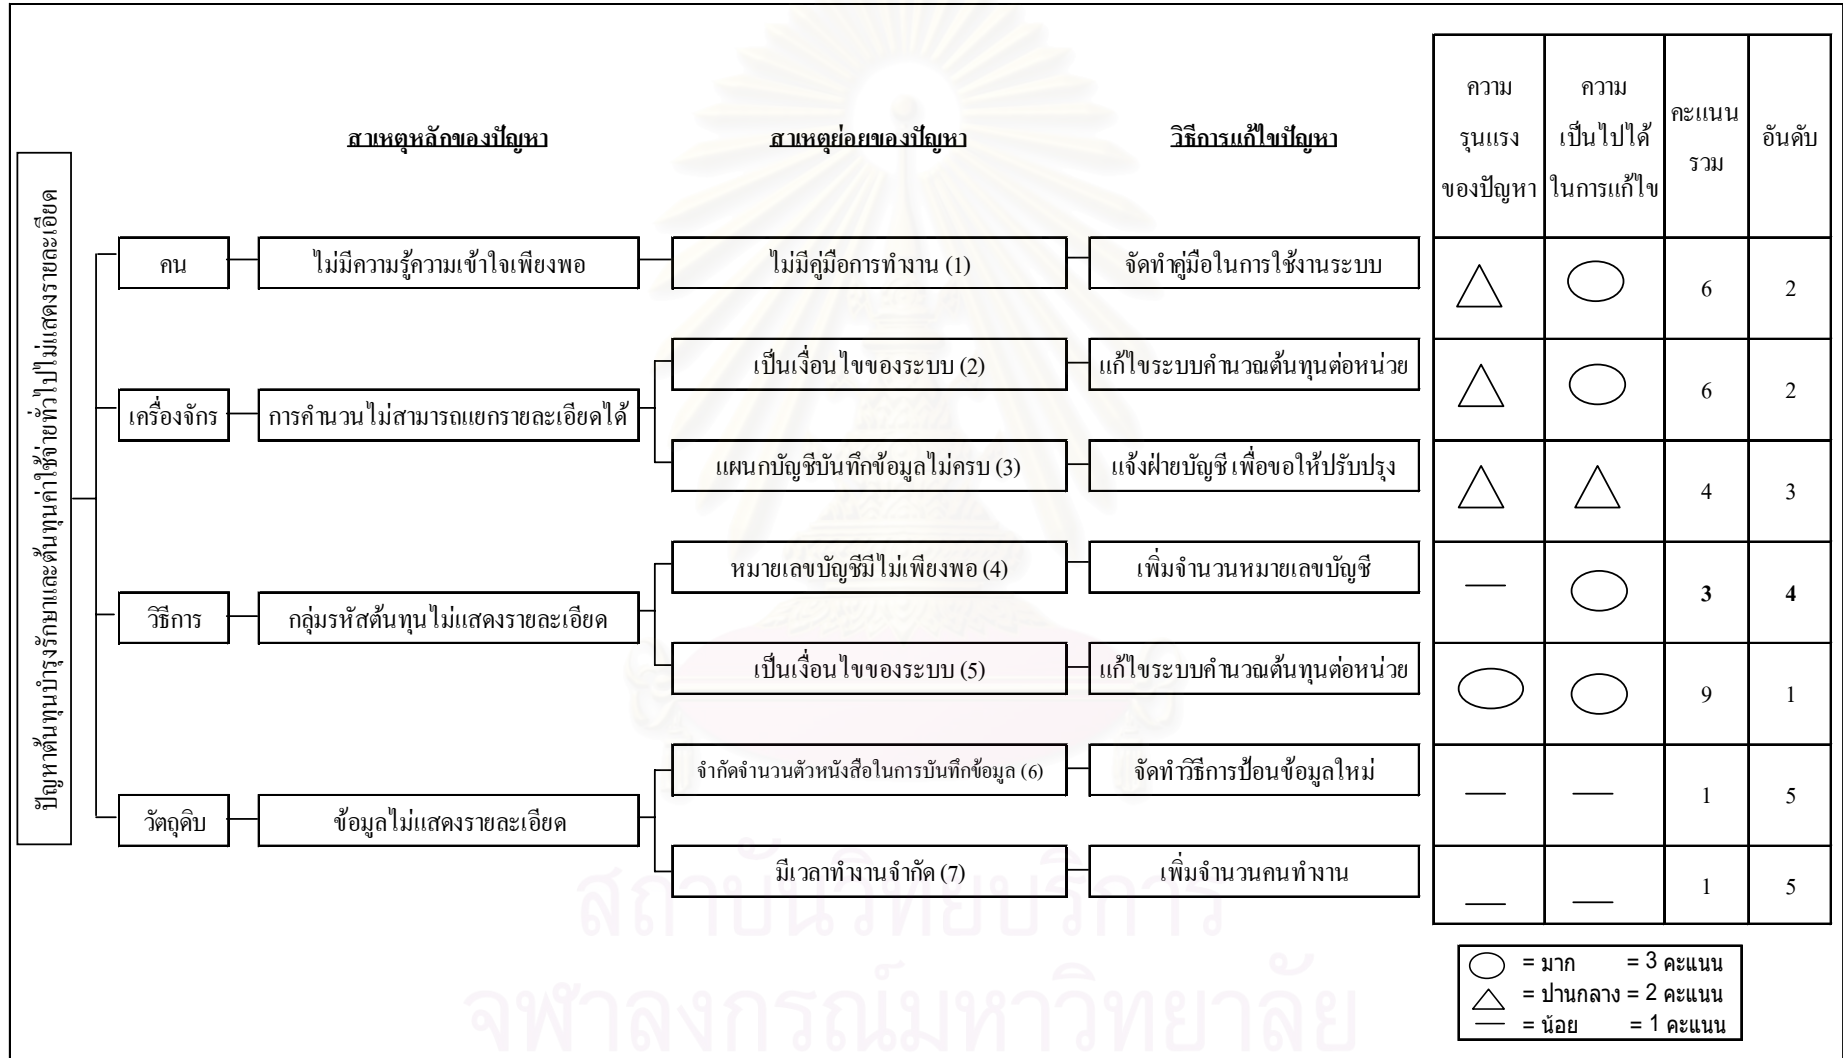 สาเหตุหลักของปัญหา
สาเหตุย่อยของปัญหา
วิธีการแก้ไขปัญหา
ความ
รุนแรง
ของปัญหา
ความ
เป็นไปได้
ในการแก้ไข
คะแนน
รวม
อันดับ
ปัญหาต้นทุนบำรุงรักษาและต้นทุนค่าใช้จ่ายทั่วไปไม่แสดงรายละเอียด
คน
ไม่มีความรู้ความเข้าใจเพียงพอ
ไม่มีคู่มือการทำงาน (1)
จัดทำคู่มือในการใช้งานระบบ
6
2
เครื่องจักร
การคำนวนไม่สามารถแยกรายละเอียดได้
เป็นเงื่อนไขของระบบ (2)
แก้ไขระบบคำนวณต้นทุนต่อหน่วย
6
2
แผนกบัญชีบันทึกข้อมูลไม่ครบ (3)
แจ้งฝ่ายบัญชี เพื่อขอให้ปรับปรุง
4
3
วิธีการ
กลุ่มรหัสต้นทุนไม่แสดงรายละเอียด
หมายเลขบัญชีมีไม่เพียงพอ (4)
เพิ่มจำนวนหมายเลขบัญชี
3
4
เป็นเงื่อนไขของระบบ (5)
แก้ไขระบบคำนวณต้นทุนต่อหน่วย
9
1
วัตถุดิบ
ข้อมูลไม่แสดงรายละเอียด
จำกัดจำนวนตัวหนังสือในการบันทึกข้อมูล (6)
จัดทำวิธีการป้อนข้อมูลใหม่
1
5
มีเวลาทำงานจำกัด (7)
เพิ่มจำนวนคนทำงาน
1
5
= มาก = 3 คะแนน
= ปานกลาง = 2 คะแนน
= น้อย = 1 คะแนน
สถาบันวิทยบริการ
จุฬาลงกรณ์มหาวิทยาลัย